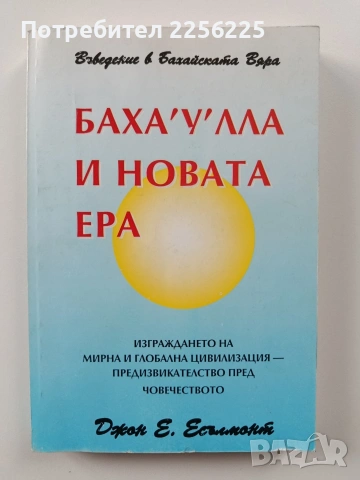 Потребител 2256225
Въведение в Бахайската Вяра
БАХА'У'ЛЛА
И НОВАТА
ЕРА
ИЗГРАЖДАНЕТО НА
МИРНА И ГЛОБАЛНА ЦИВИЛИЗАЦИЯ —
ПРЕДИЗВИКАТЕЛСТВО ПРЕД
ЧОВЕЧЕСТВОТО
Джон Е. Есълмонт
BAZAR